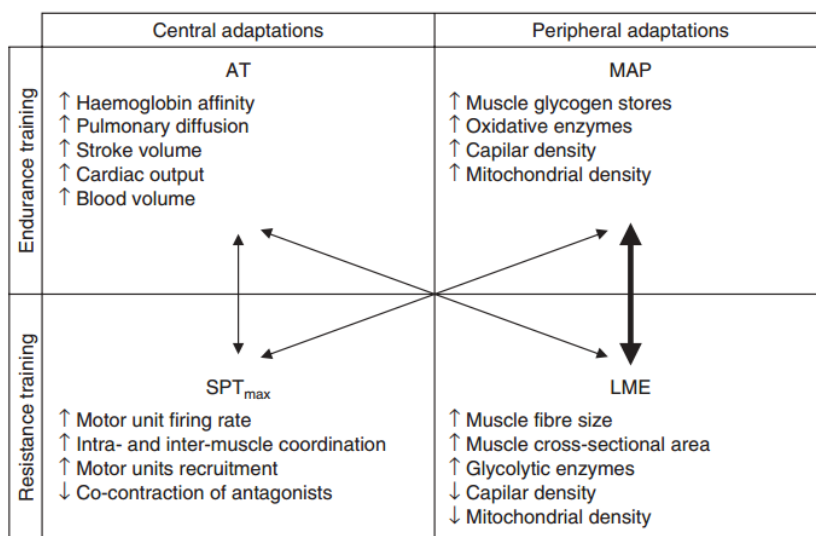 Central adaptations
Peripheral adaptations
Endurance training
AT
↑ Haemoglobin affinity
↑ Pulmonary diffusion
↑ Stroke volume
↑ Cardiac output
↑ Blood volume
MAP
↑ Muscle glycogen stores
↑ Oxidative enzymes
↑ Capilar density
↑ Mitochondrial density
Resistance training
SPTmax
↑ Motor unit firing rate
↑ Intra- and inter-muscle coordination
↑ Motor units recruitment
↓ Co-contraction of antagonists
LME
↑ Muscle fibre size
↑ Muscle cross-sectional area
↑ Glycolytic enzymes
↓ Capilar density
↓ Mitochondrial density